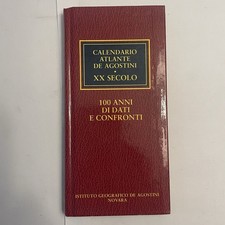 CALENDARIO
ATLANTE
DE AGOSTINI
•
XX SECOLO
100 ANNI
DI DATI
E CONFRONTI
ISTITUTO GEOGRAFICO DE AGOSTINI
NOVARA